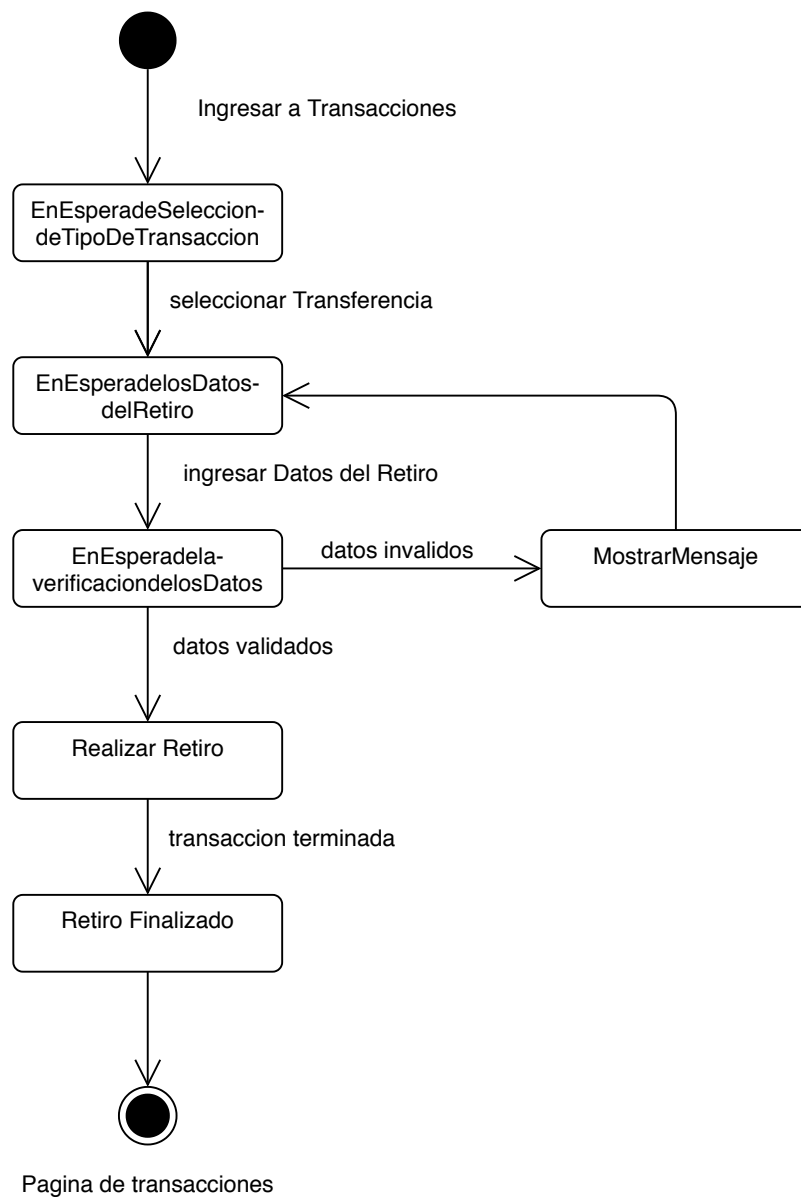 Ingresar a Transacciones
EnEsperadeSeleccion-
deTipoDeTransaccion
seleccionar Transferencia
EnEsperadelosDatos-
delRetiro
ingresar Datos del Retiro
EnEsperadela-
verificaciondelosDatos
datos invalidos
MostrarMensaje
datos validados
Realizar Retiro
transaccion terminada
Retiro Finalizado
Pagina de transacciones